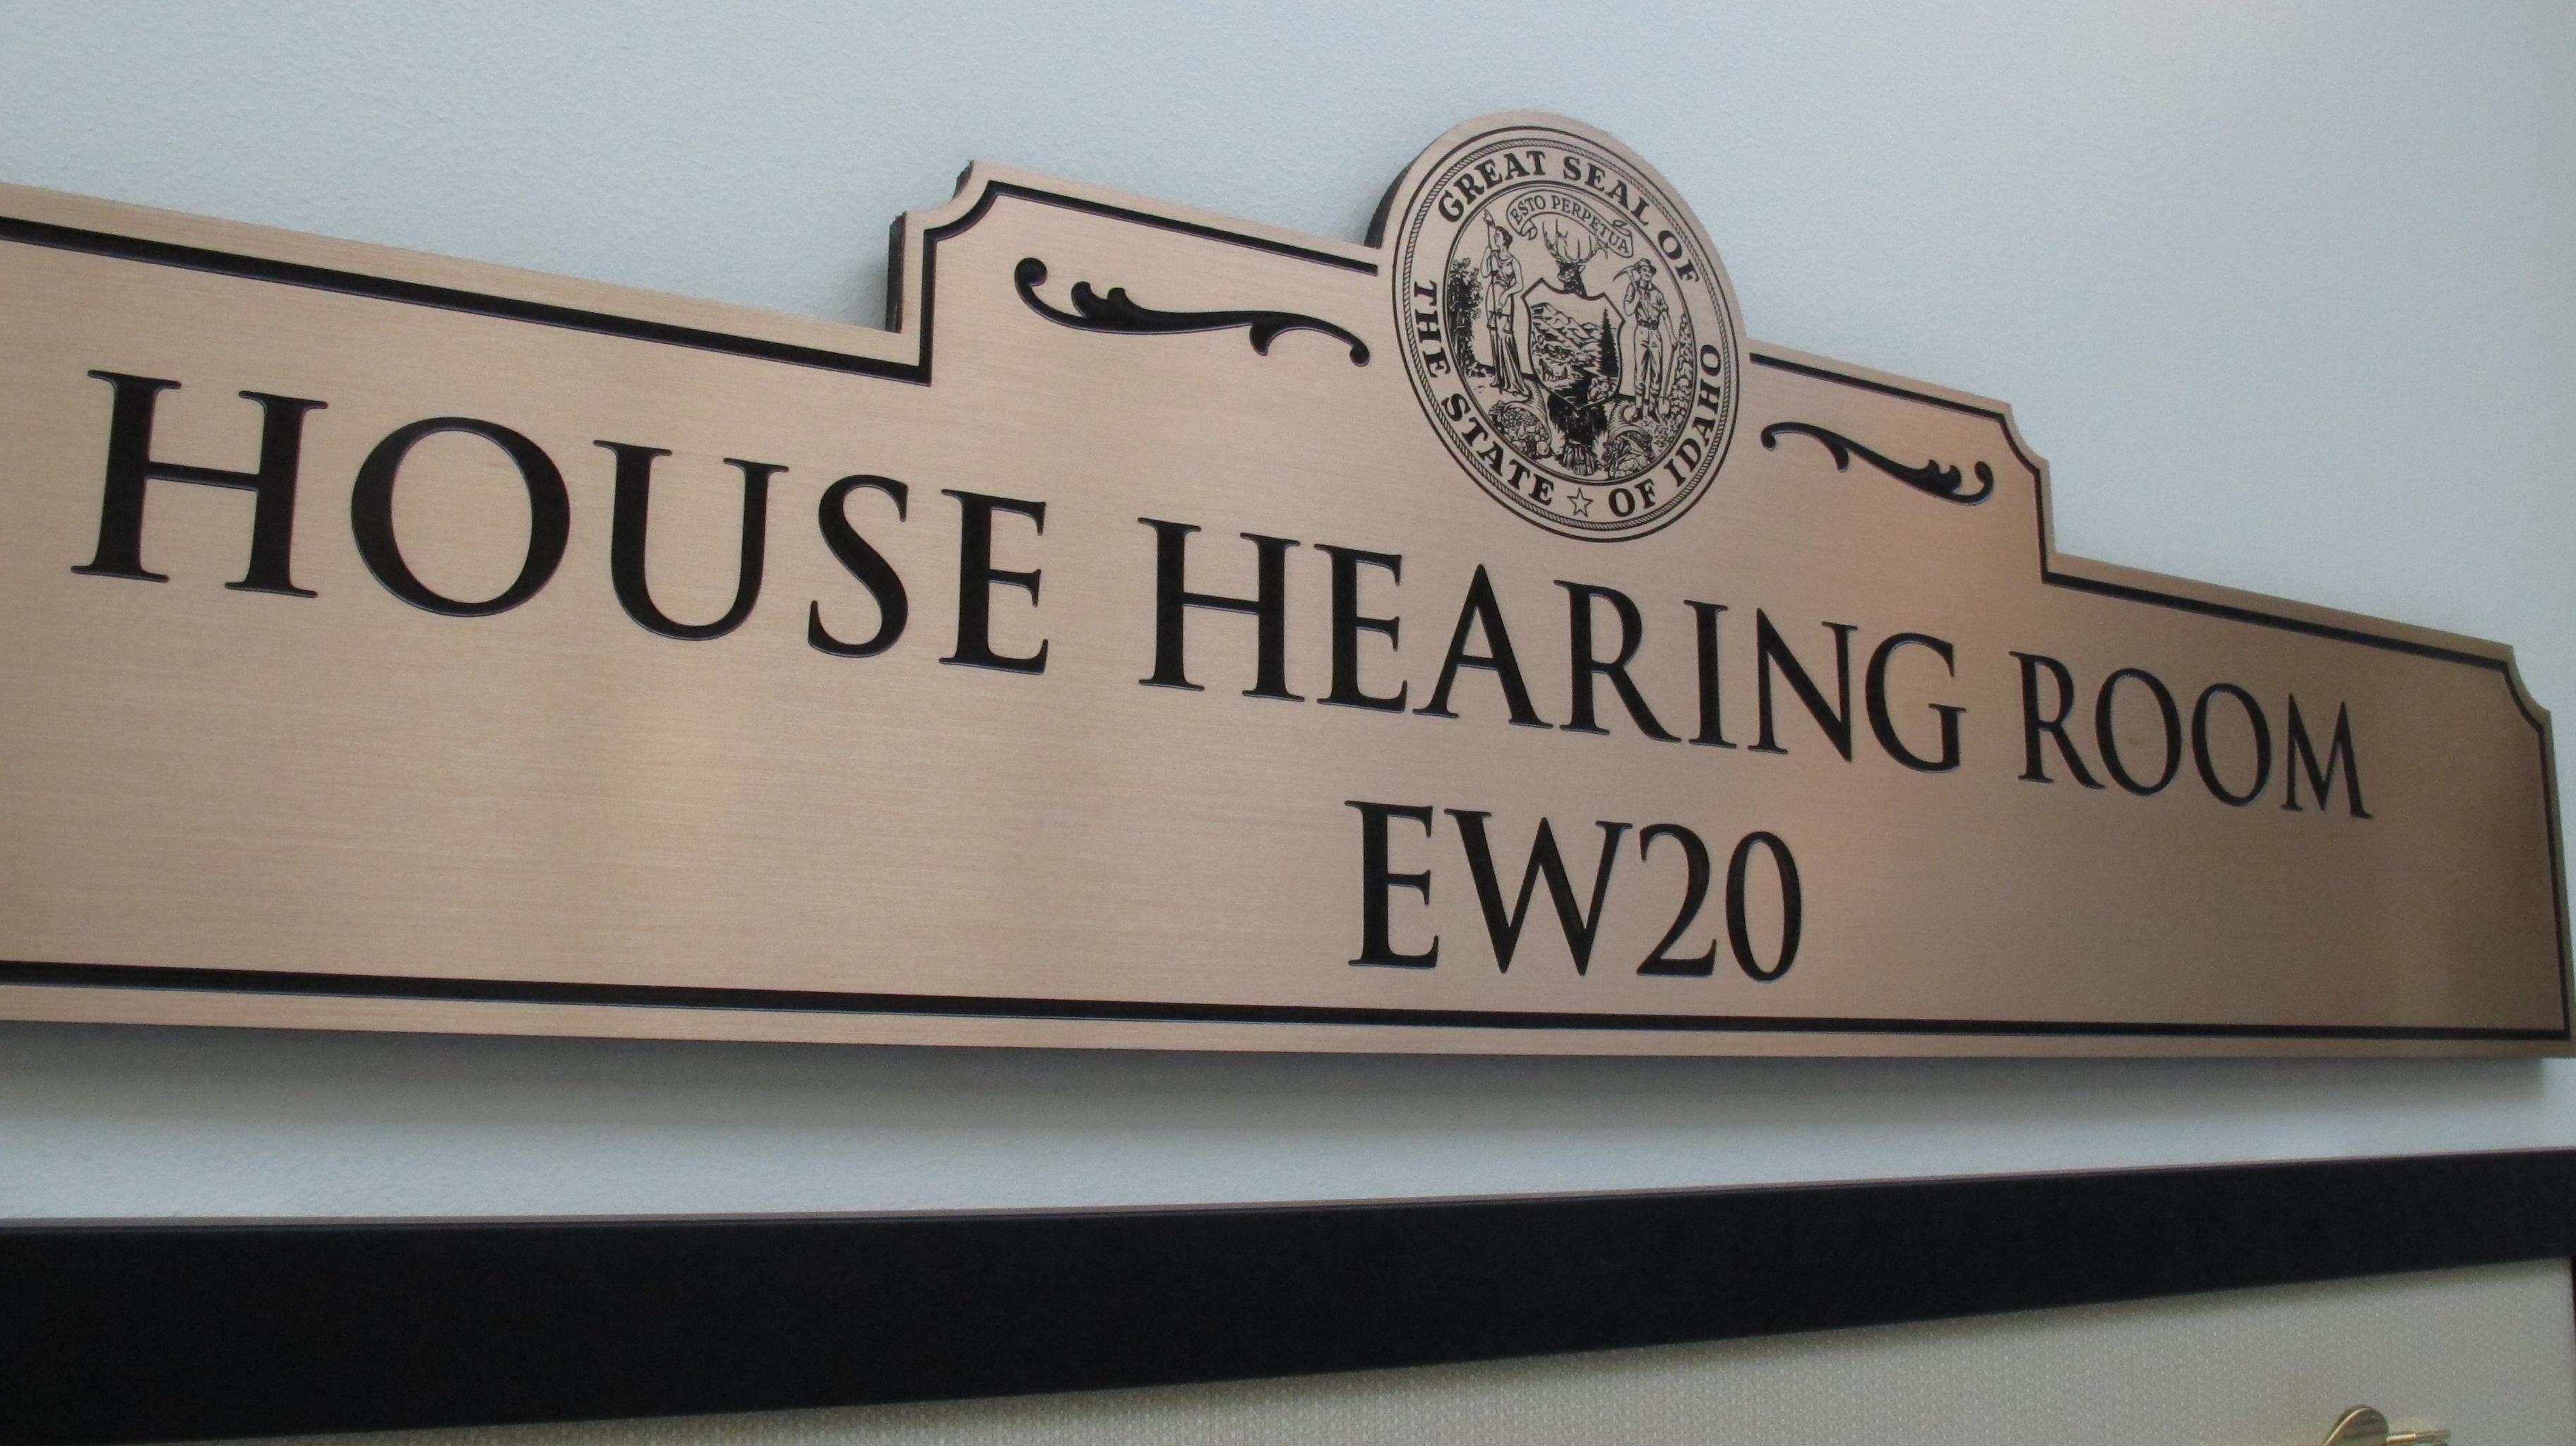 GREAT SEAL OF
THE STATE ☆ OF IDAHO
ESTO PERPETUA
HOUSE HEARING ROOM
EW20